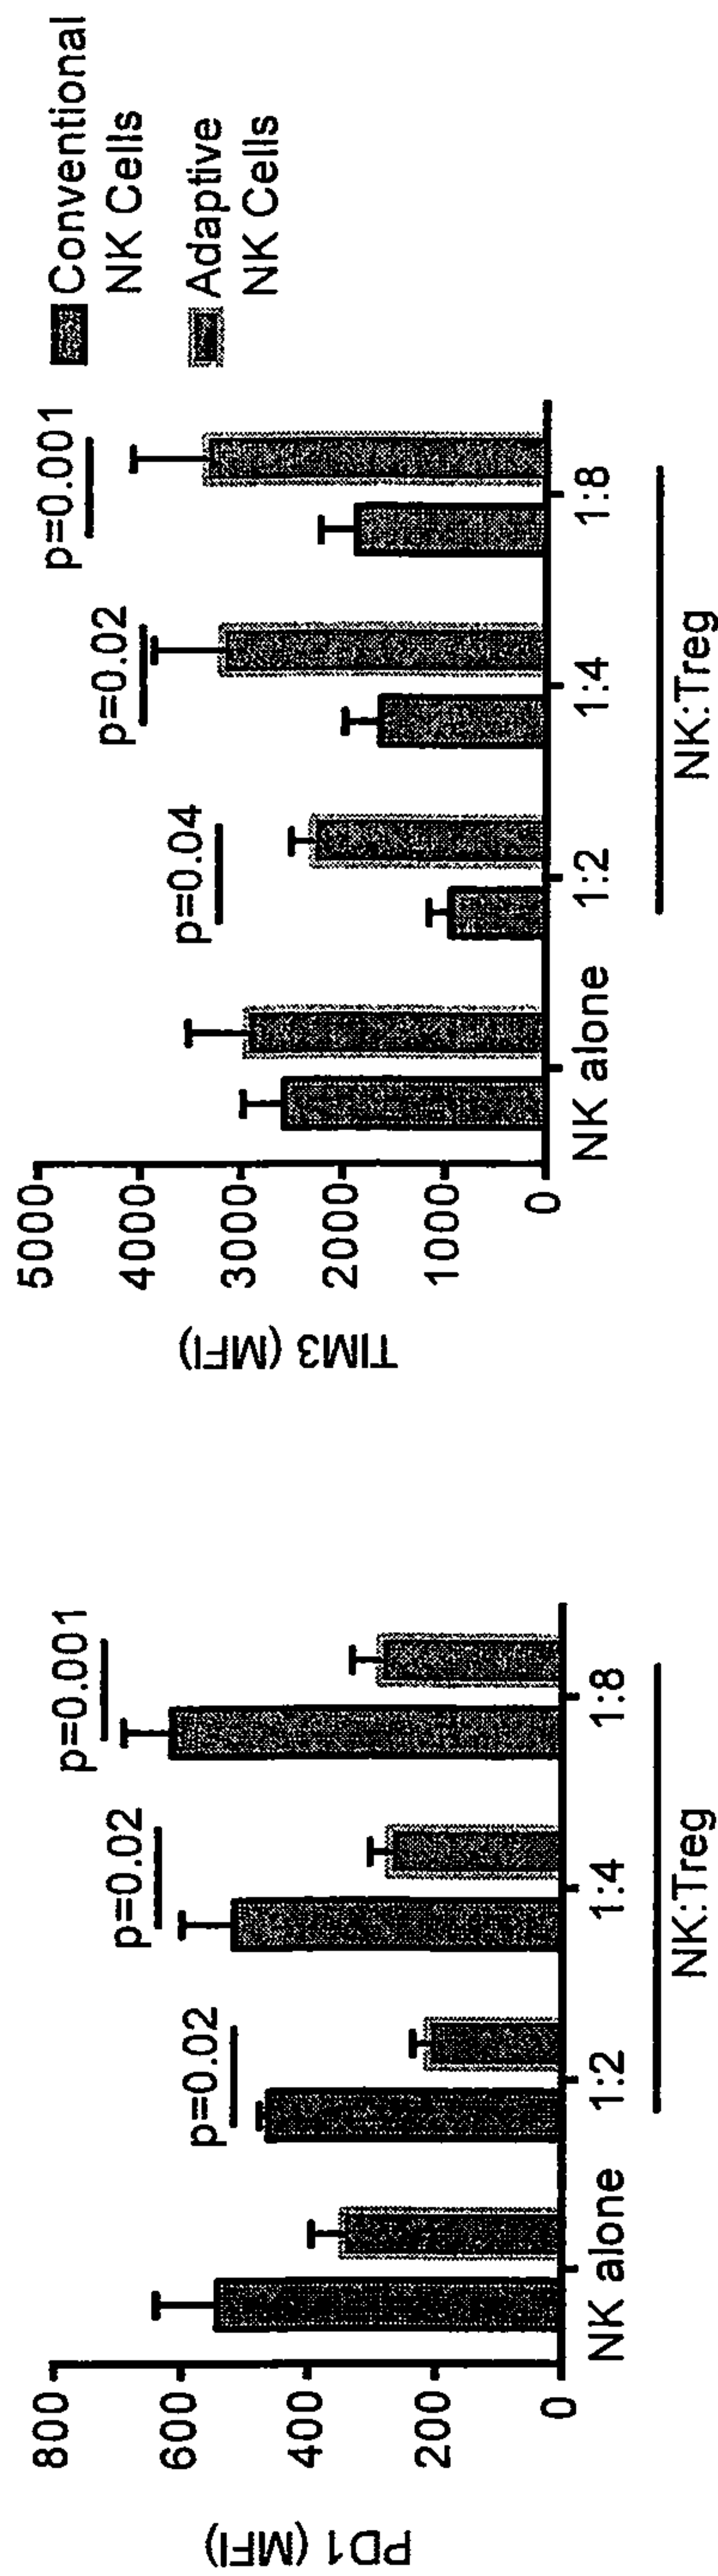 PD1 (MFI)
800
600
400
200
0
p=0.02
p=0.02
p=0.001
NK alone
1:2
1:4
1:8
NK:Treg
TIM3 (MFI)
5000
4000
3000
2000
1000
0
p=0.04
p=0.02
p=0.001
NK alone
1:2
1:4
1:8
NK:Treg
Conventional
NK Cells
Adaptive
NK Cells